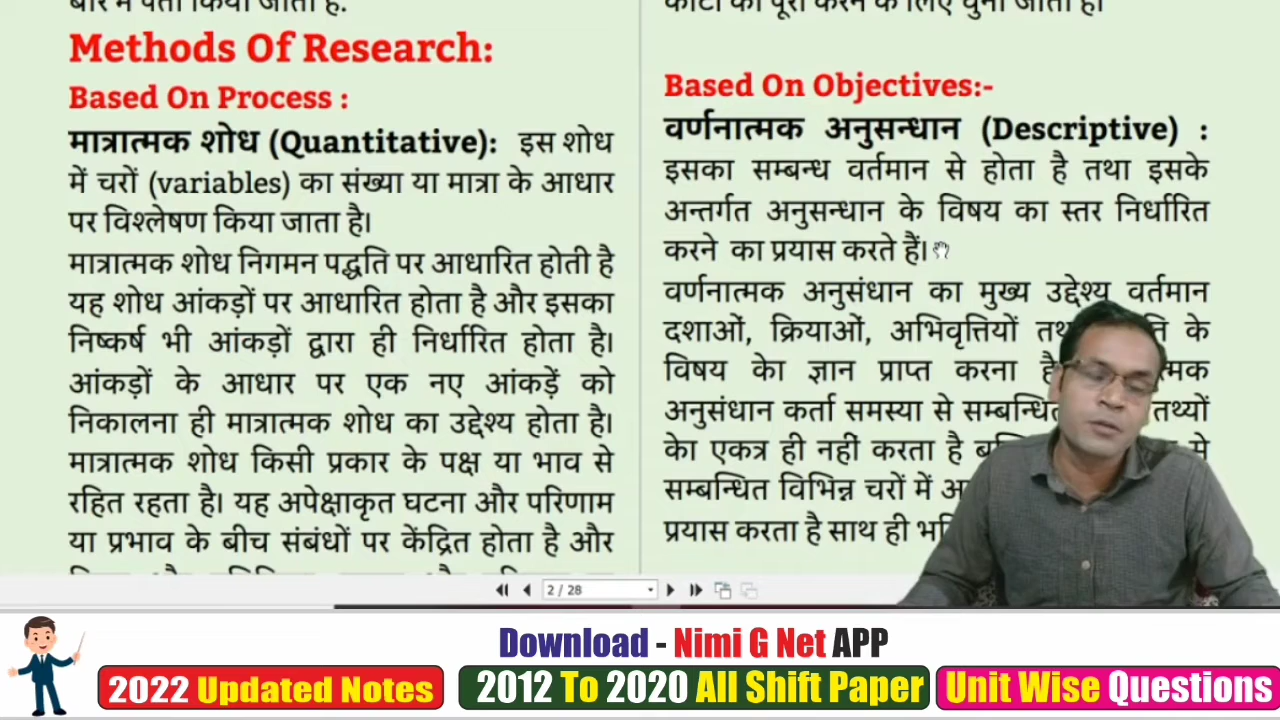 Methods Of Research:
Based On Process :
मात्रात्मक शोध (Quantitative): इस शोध
में चरों (variables) का संख्या या मात्रा के आधार
पर विश्लेषण किया जाता है।
मात्रात्मक शोध निगमन पद्धति पर आधारित होती है
यह शोध आंकड़ों पर आधारित होता है और इसका
निष्कर्ष भी आंकड़ों द्वारा ही निर्धारित होता है।
आंकड़ों के आधार पर एक नए आंकड़ें को
निकालना ही मात्रात्मक शोध का उद्देश्य होता है।
मात्रात्मक शोध किसी प्रकार के पक्ष या भाव से
रहित रहता है। यह अपेक्षाकृत घटना और परिणाम
या प्रभाव के बीच संबंधों पर केंद्रित होता है और
कोटा को पूरा करने के लिए चुना जाता है।
Based On Objectives:-
वर्णनात्मक अनुसन्धान (Descriptive) :
इसका सम्बन्ध वर्तमान से होता है तथा इसके
अन्तर्गत अनुसन्धान के विषय का स्तर निर्धारित
करने का प्रयास करते हैं।
वर्णनात्मक अनुसंधान का मुख्य उद्देश्य वर्तमान
दशाओं, क्रियाओं, अभिवृत्तियों के
विषय केा ज्ञान प्राप्त करना
अनुसंधान कर्ता समस्या से तथ्यों
केा एकत्र ही नहीं करता है से
सम्बन्धित विभिन्न चरों में
प्रयास करता है साथ ही
2 / 28
Download - Nimi G Net APP
2022 Updated Notes
2012 To 2020 All Shift Paper
Unit Wise Questions